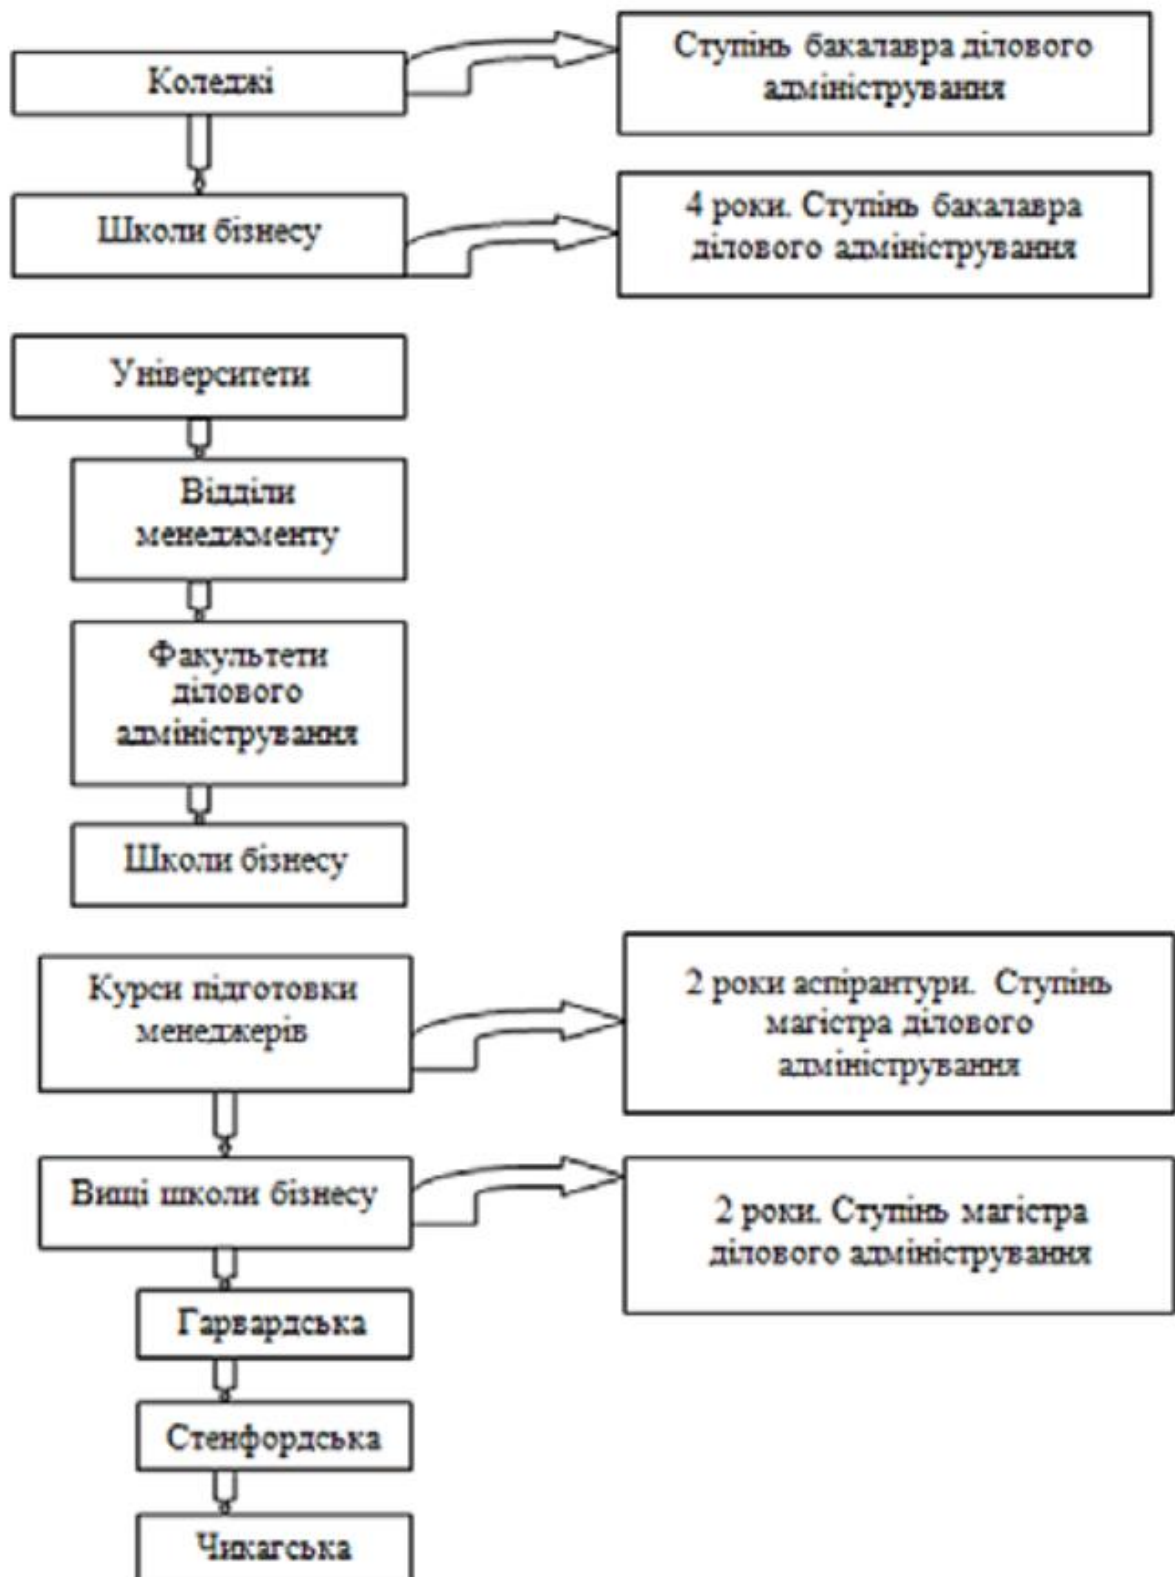 Коледжі
Ступінь бакалавра ділового
адміністрування
Школи бізнесу
4 роки. Ступінь бакалавра
ділового адміністрування
Університети
Відділи
менеджменту
Факультети
ділового
адміністрування
Школи бізнесу
Курси підготовки
менеджерів
2 роки аспірантури. Ступінь
магістра ділового
адміністрування
Вищі школи бізнесу
2 роки. Ступінь магістра
ділового адміністрування
Гарвардська
Стенфордська
Чикагська